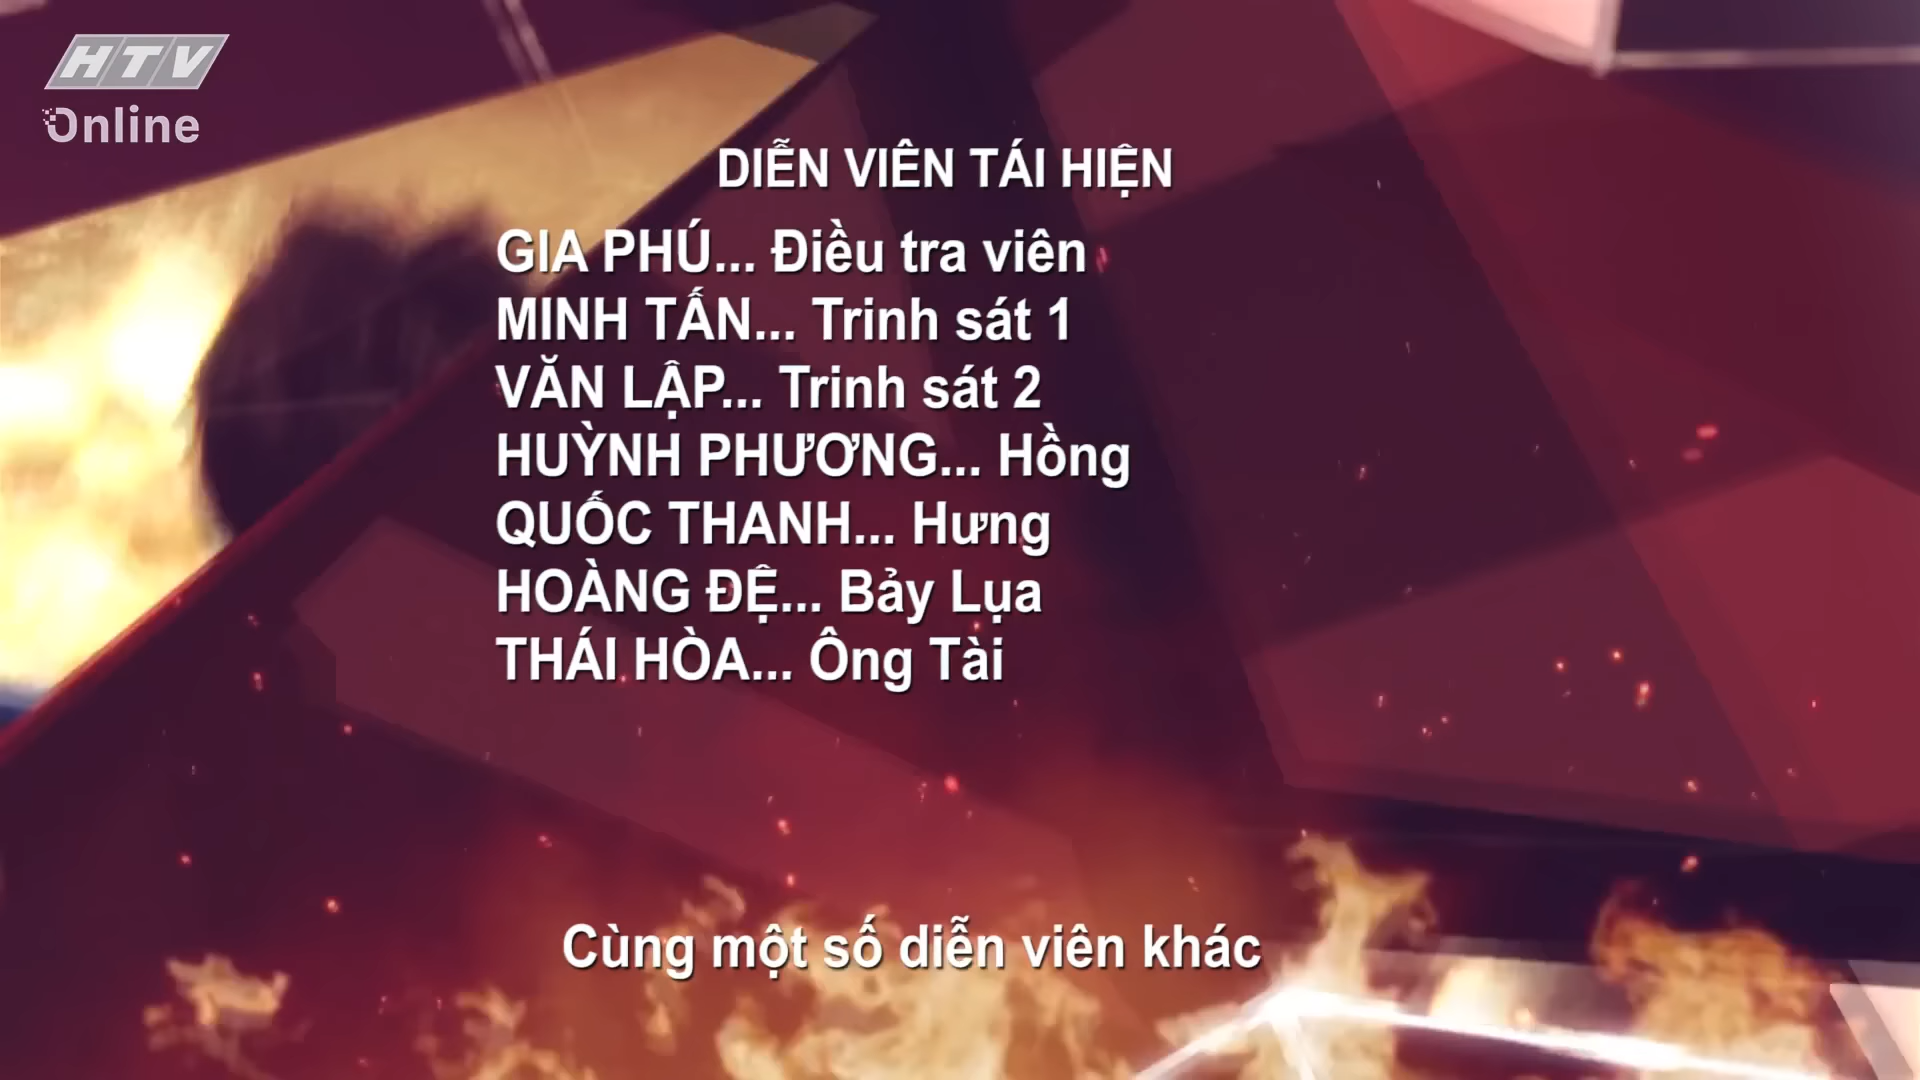 HTV
Online
DIỄN VIÊN TÁI HIỆN
GIA PHÚ... Điều tra viên
MINH TẤN... Trinh sát 1
VĂN LẬP... Trinh sát 2
HUỲNH PHƯƠNG... Hồng
QUỐC THANH... Hưng
HOÀNG ĐỆ... Bảy Lụa
THÁI HÒA... Ông Tài
Cùng một số diễn viên khác